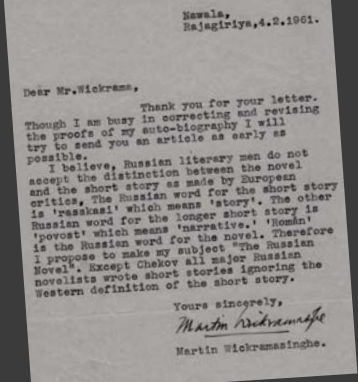 Nawala,
Rajagiriya,4.2.1961.
Dear Mr.Wickrama,
Thank you for your letter.
Though I am busy in correcting and revising
the proofs of my auto-biography I will
try to send you an article as early as
possible.
I believe, Russian literary men do not
accept the distinction between the novel
and the short story as made by European
critics. The Russian word for the short story
is 'rasskasi' which means 'story'. The other
Russian word for the longer short story is
'povost' which means 'narrative.' 'Român'
is the Russian word for the novel. Therefore
I propose to make my subject "The Russian
Novel". Except Chekov all major Russian
novelists wrote short stories ignoring the
Western definition of the short story.
Yours sincerely,
Martin Wickramasinghe
Martin Wickramasinghe.